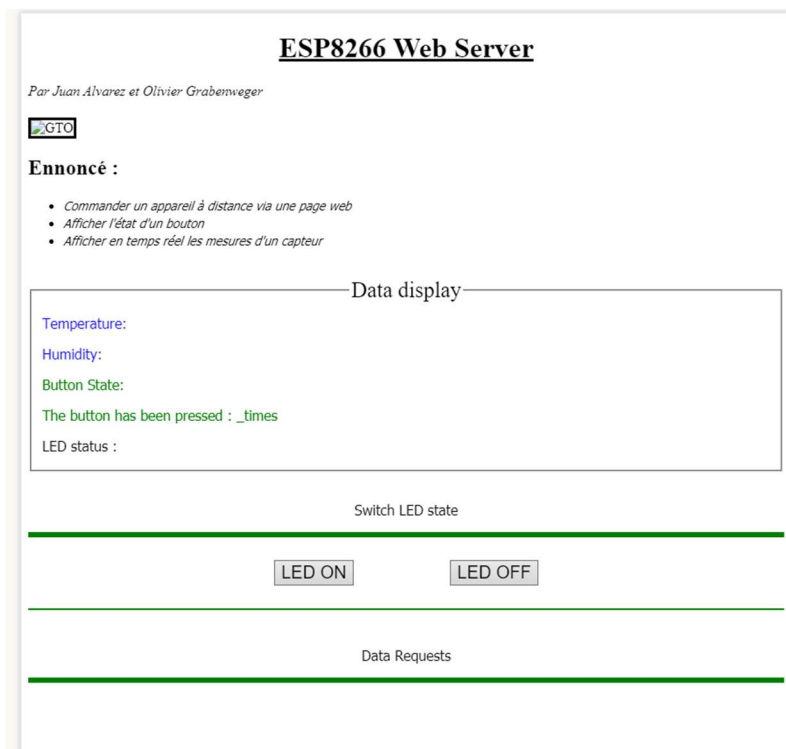 ESP8266 Web Server
Par Juan Alvarez et Olivier Grabenweger
GTO
Ennoncé :
Commander un appareil à distance via une page web
Afficher l'état d'un bouton
Afficher en temps réel les mesures d'un capteur
Data display
Temperature:
Humidity:
Button State:
The button has been pressed : _times
LED status :
Switch LED state
LED ON LED OFF
Data Requests